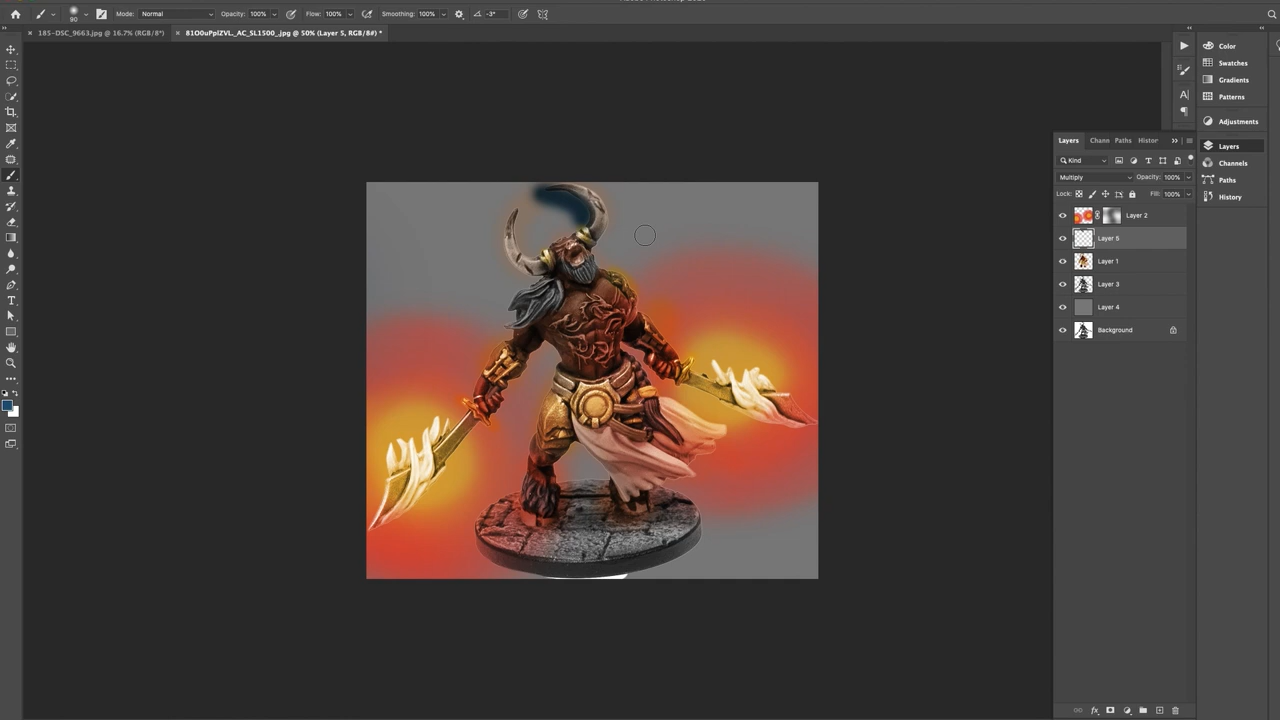 Mode: Normal Opacity: 100% Flow: 100% Smoothing: 100% -3°
185-DSC_9663.jpg @ 16.7% (RGB/8*)
81O0uPplZVL._AC_SL1500_.jpg @ 50% (Layer 5, RGB/8#) *
90
Color
Swatches
Gradients
Patterns
Adjustments
Layers
Channels
Paths
History
Layers Chann Paths Histor
Kind
Multiply Opacity: 100%
Lock: Fill: 100%
Layer 2
Layer 5
Layer 1
Layer 3
Layer 4
Background